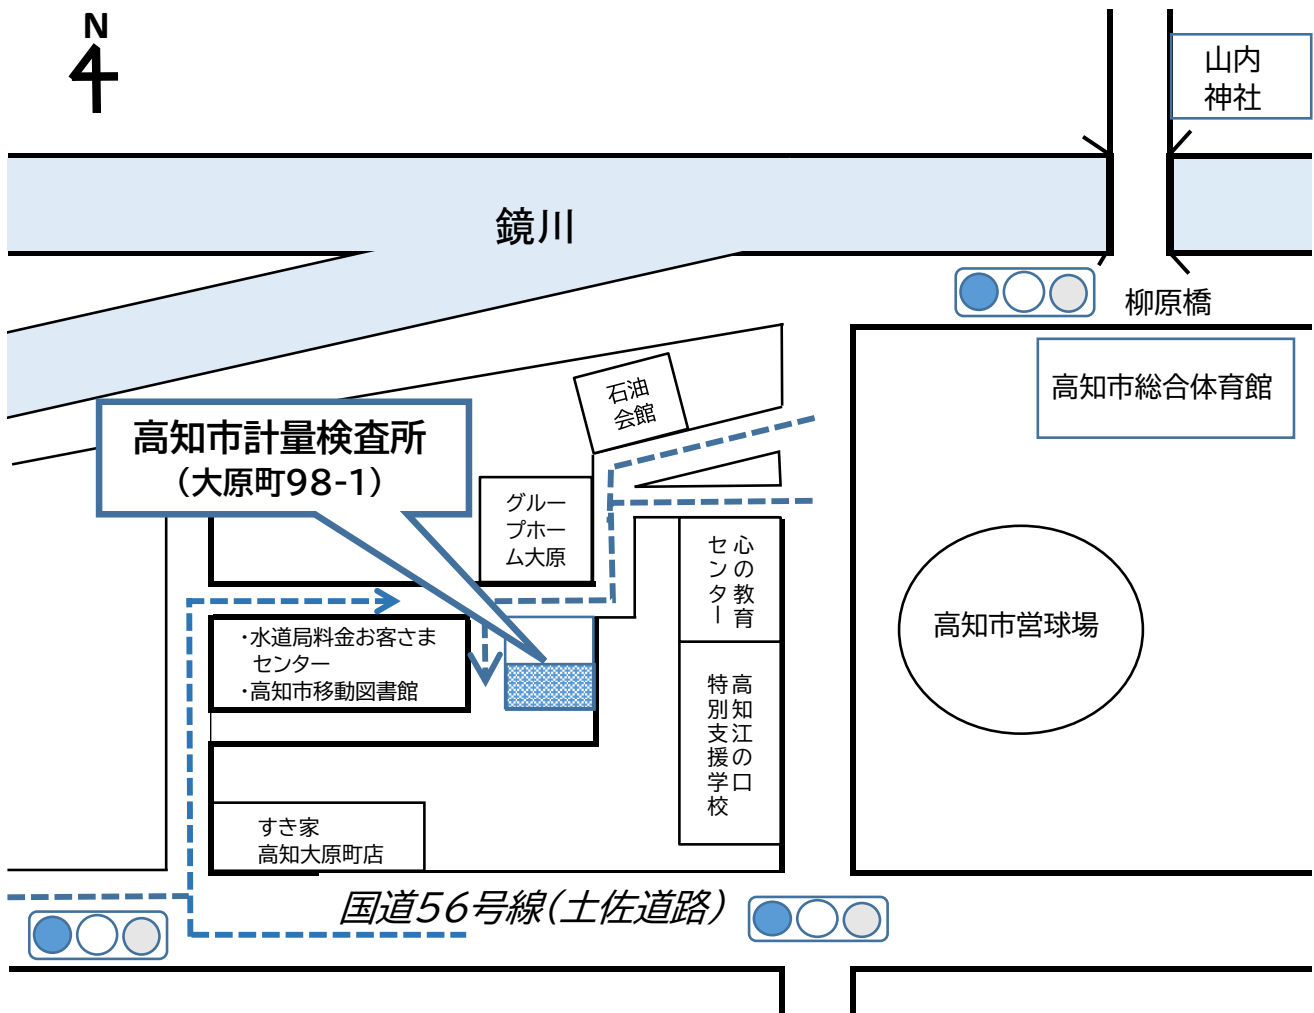 N
山内
神社
鏡川
柳原橋
高知市総合体育館
石油
会館
高知市計量検査所
（大原町98-1）
グルー
プホー
ム大原
心の教育
センター
・水道局料金お客さま
センター
・高知市移動図書館
高知市営球場
高知江の口
特別支援学校
すき家
高知大原町店
国道56号線(土佐道路)